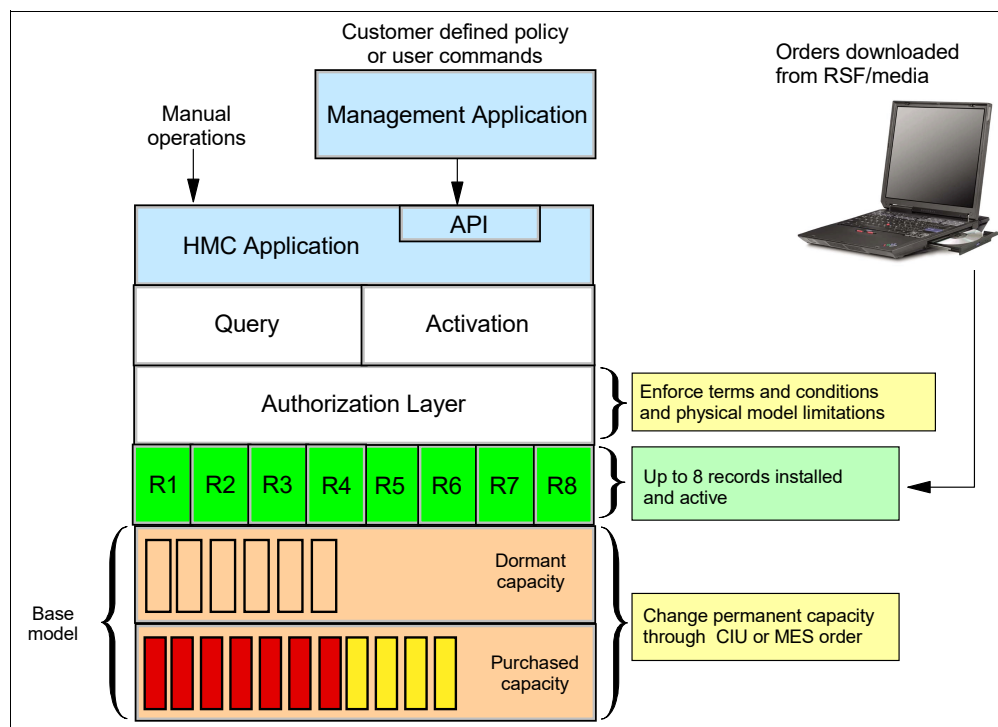 Customer defined policy
or user commands
Orders downloaded
from RSF/media
Management Application
Manual
operations
API
HMC Application
Query
Activation
Authorization Layer
Enforce terms and conditions
and physical model limitations
R1
R2
R3
R4
R5
R6
R7
R8
Up to 8 records installed
and active
Dormant
capacity
Base
model
Change permanent capacity
through CIU or MES order
Purchased
capacity